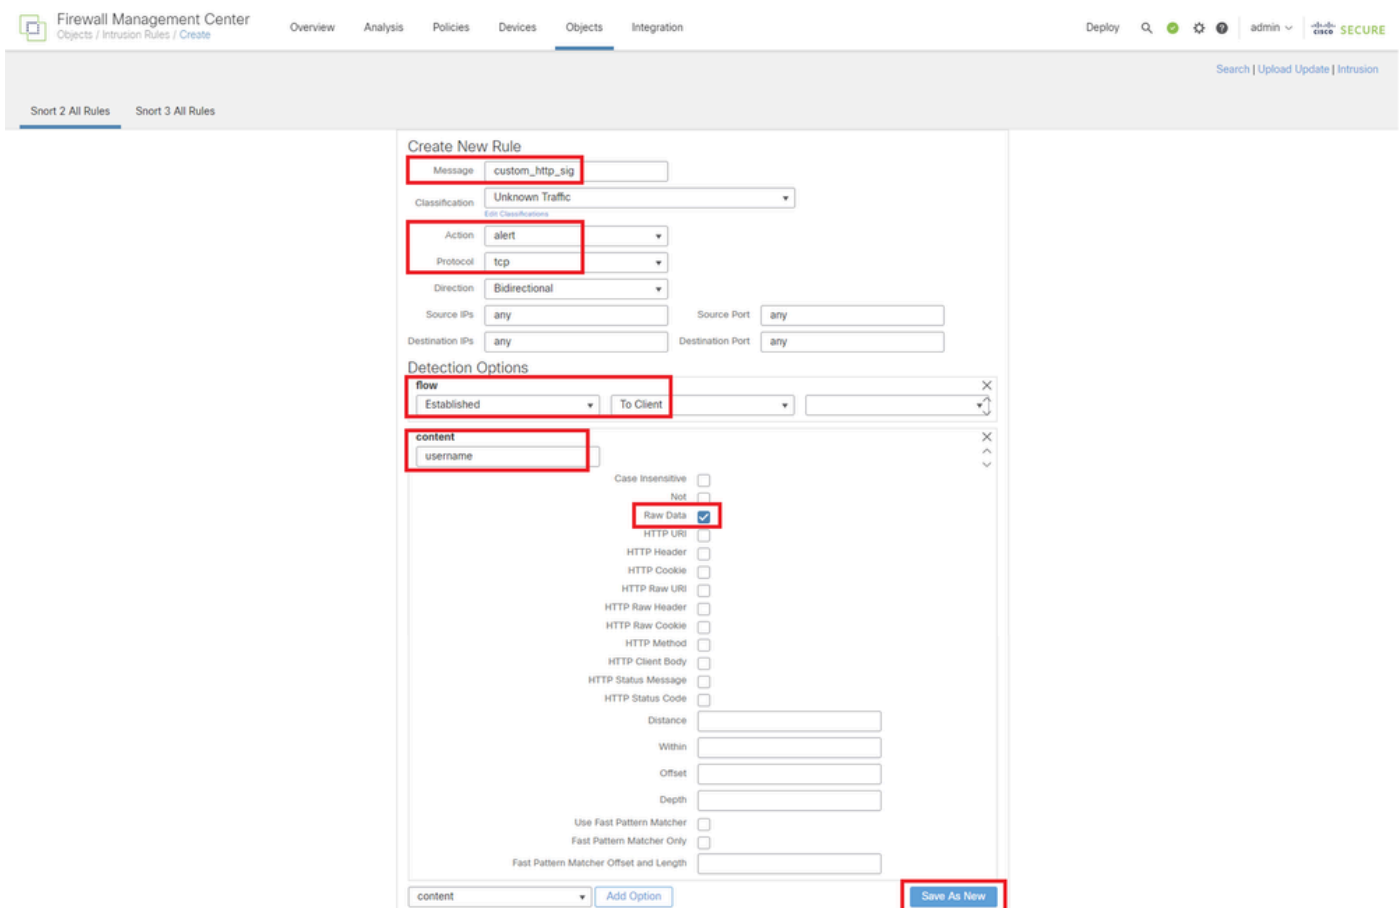 Firewall Management Center
Objects / Intrusion Rules / Create
Overview Analysis Policies Devices Objects Integration
Deploy admin cisco SECURE
Search | Upload Update | Intrusion
Snort 2 All Rules Snort 3 All Rules
Create New Rule
Message custom_http_sig
Classification Unknown Traffic
Edit Classifications
Action alert
Protocol tcp
Direction Bidirectional
Source IPs any Source Port any
Destination IPs any Destination Port any
Detection Options
flow
Established To Client
content
username
Case Insensitive
Not
Raw Data
HTTP URI
HTTP Header
HTTP Cookie
HTTP Raw URI
HTTP Raw Header
HTTP Raw Cookie
HTTP Method
HTTP Client Body
HTTP Status Message
HTTP Status Code
Distance
Within
Offset
Depth
Use Fast Pattern Matcher
Fast Pattern Matcher Only
Fast Pattern Matcher Offset and Length
content Add Option Save As New